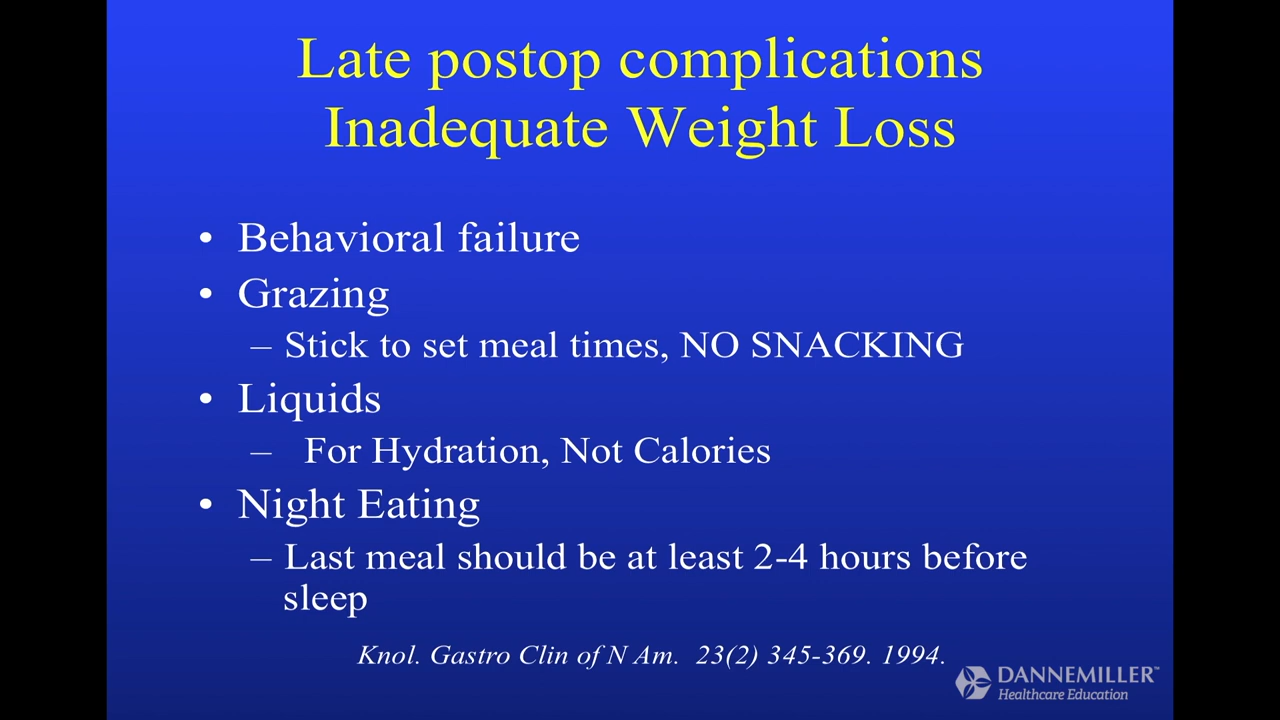 Late postop complications
Inadequate Weight Loss
• Behavioral failure
• Grazing
– Stick to set meal times, NO SNACKING
• Liquids
– For Hydration, Not Calories
• Night Eating
– Last meal should be at least 2-4 hours before
sleep
Knol. Gastro Clin of N Am. 23(2) 345-369. 1994.
DANNEMILLER™
Healthcare Education